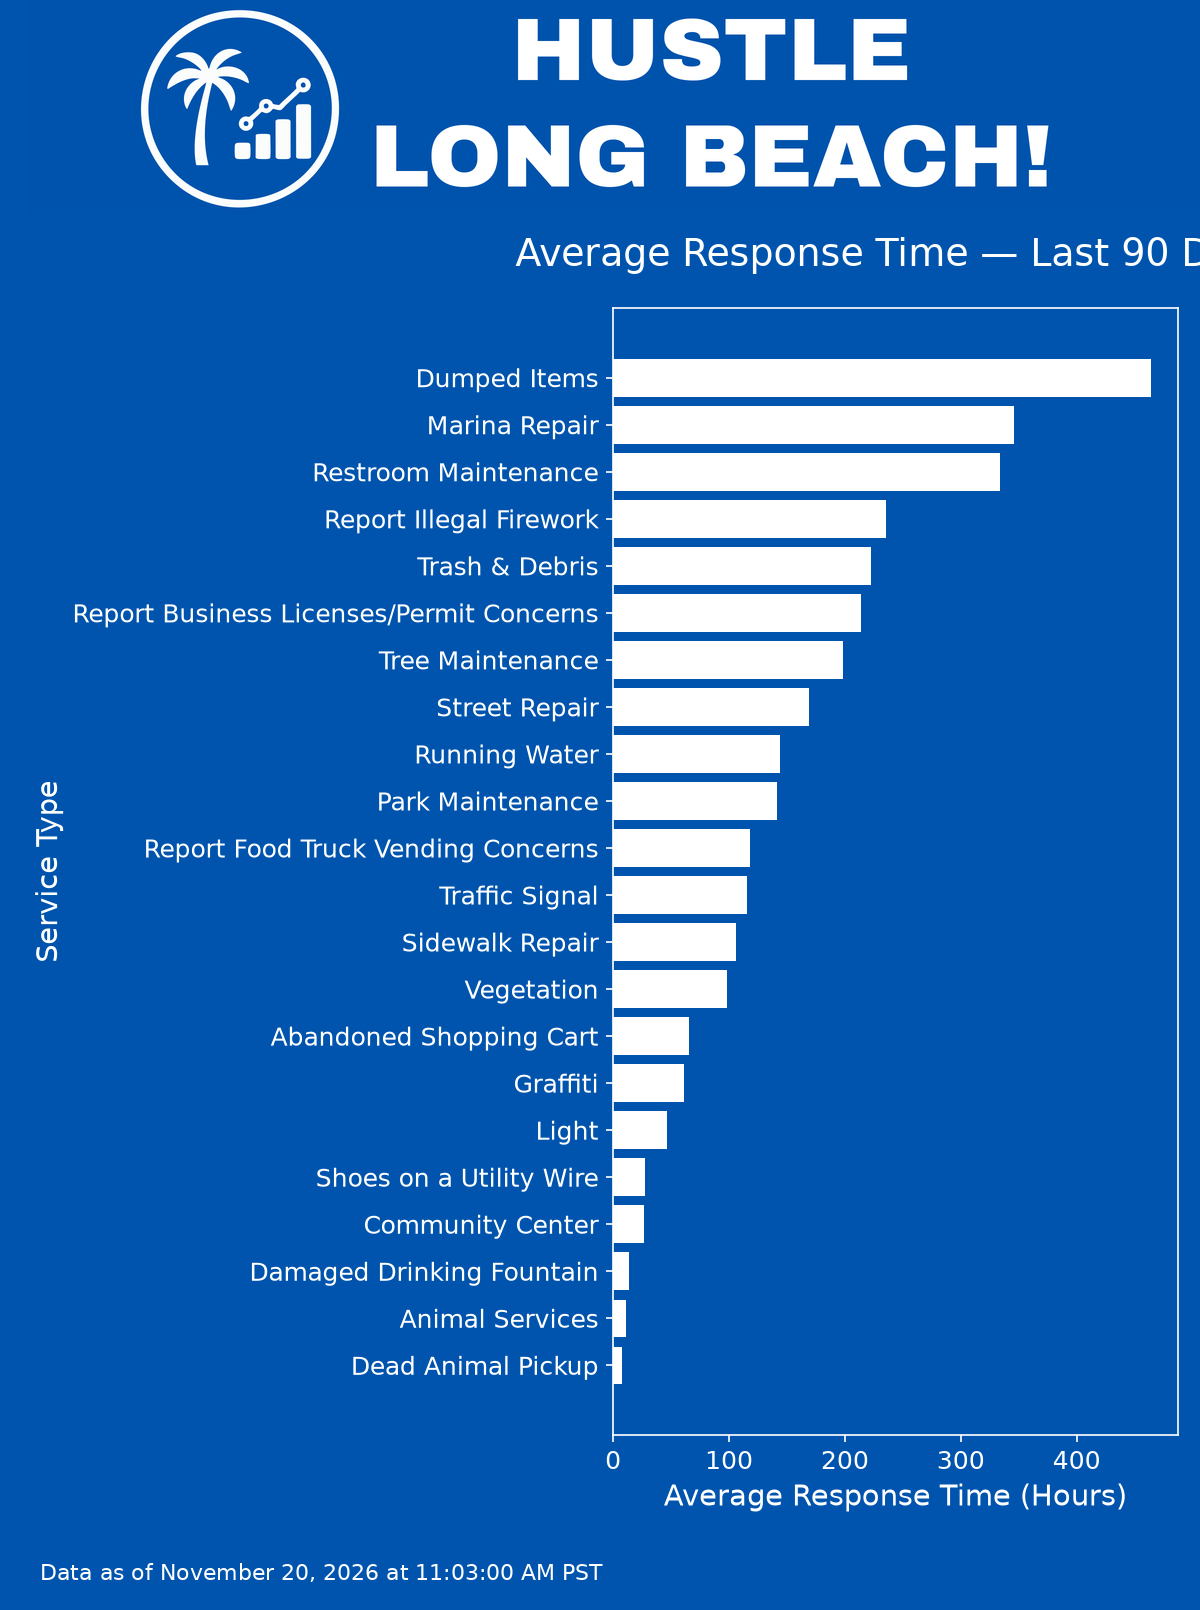 HUSTLE
LONG BEACH!
Average Response Time — Last 90 D
Dumped Items
Marina Repair
Restroom Maintenance
Report Illegal Firework
Trash & Debris
Report Business Licenses/Permit Concerns
Tree Maintenance
Street Repair
Running Water
Park Maintenance
Report Food Truck Vending Concerns
Traffic Signal
Sidewalk Repair
Vegetation
Abandoned Shopping Cart
Graffiti
Light
Shoes on a Utility Wire
Community Center
Damaged Drinking Fountain
Animal Services
Dead Animal Pickup
Service Type
0 100 200 300 400
Average Response Time (Hours)
Data as of November 20, 2026 at 11:03:00 AM PST